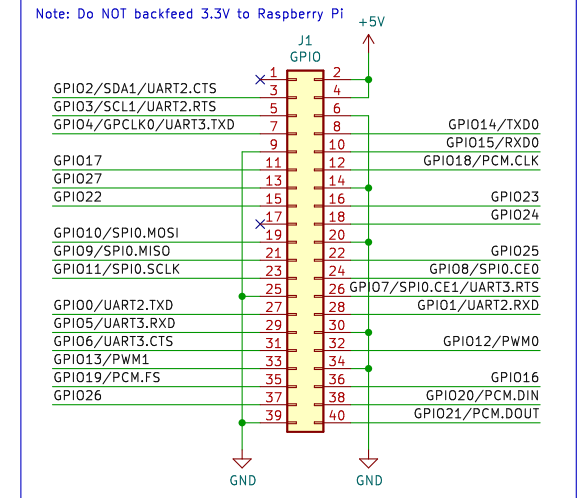 Note: Do NOT backfeed 3.3V to Raspberry Pi
+5V
J1
GPIO
1 2
GPIO2/SDA1/UART2.CTS 3 4
GPIO3/SCL1/UART2.RTS 5 6
GPIO4/GPCLK0/UART3.TXD 7 8 GPIO14/TXD0
9 10 GPIO15/RXD0
GPIO17 11 12 GPIO18/PCM.CLK
GPIO27 13 14
GPIO22 15 16 GPIO23
17 18 GPIO24
GPIO10/SPI0.MOSI 19 20
GPIO9/SPI0.MISO 21 22 GPIO25
GPIO11/SPI0.SCLK 23 24 GPIO8/SPI0.CE0
25 26 GPIO7/SPI0.CE1/UART3.RTS
GPIO0/UART2.TXD 27 28 GPIO1/UART2.RXD
GPIO5/UART3.RXD 29 30
GPIO6/UART3.CTS 31 32 GPIO12/PWM0
GPIO13/PWM1 33 34
GPIO19/PCM.FS 35 36 GPIO16
GPIO26 37 38 GPIO20/PCM.DIN
39 40 GPIO21/PCM.DOUT
GND GND